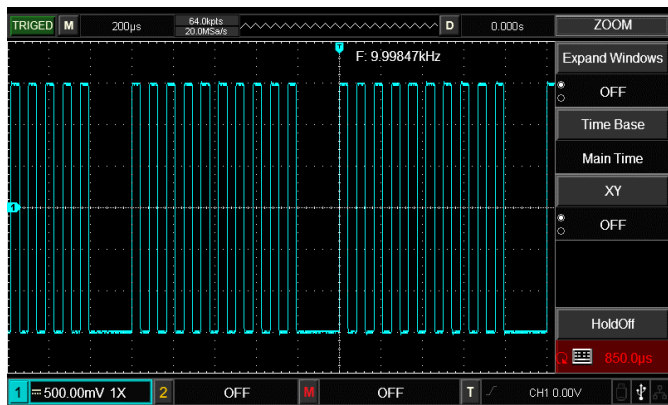 TRIGED M 200μs 64.0kpts D 0.000s ZOOM
20.0MSa/s
T
F: 9.99847kHz
Expand Windows
OFF
Time Base
Main Time
XY
1
OFF
HoldOff
850.0μs
1 500.00mV 1X 2 OFF M OFF T CH1 0.00V